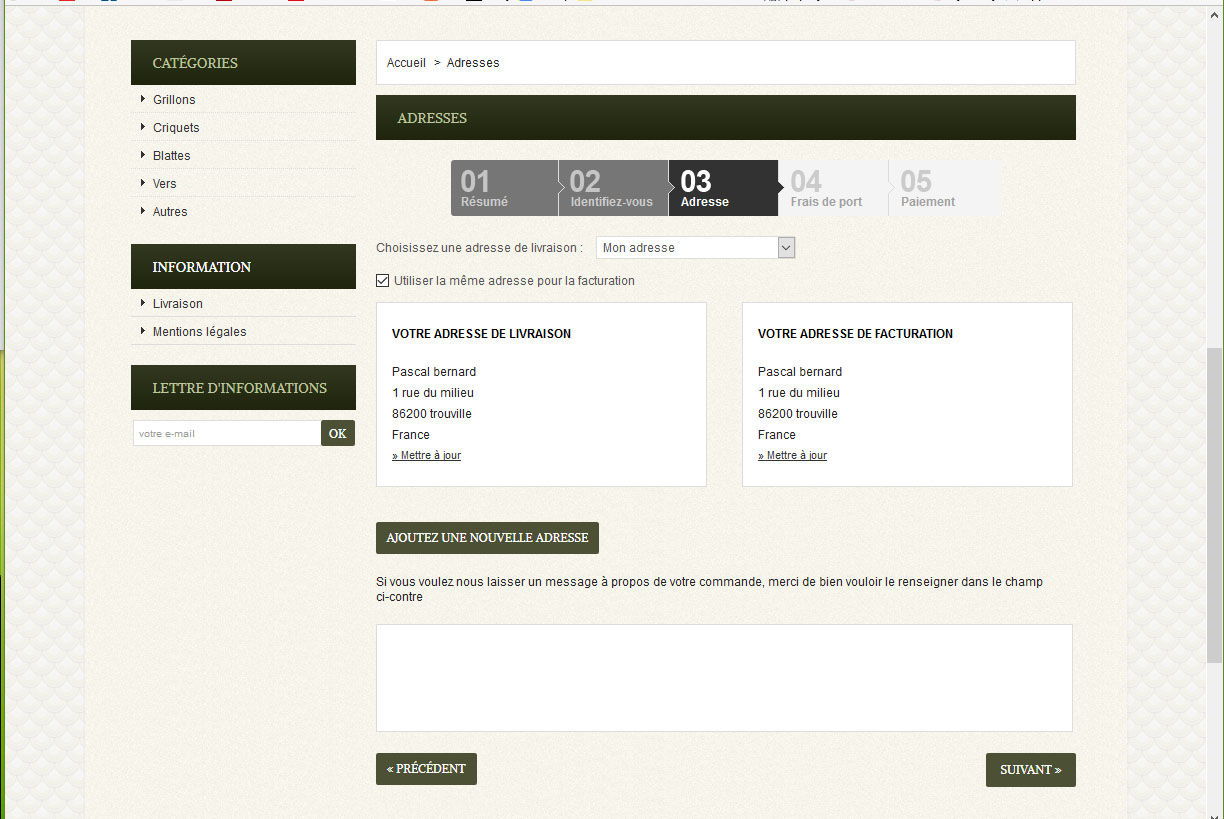 CATÉGORIES
Grillons
Criquets
Blattes
Vers
Autres
INFORMATION
Livraison
Mentions légales
LETTRE D'INFORMATIONS
votre e-mail
OK
Accueil > Adresses
ADRESSES
01 02 03 04 05
Résumé Identifiez-vous Adresse Frais de port Paiement
Choisissez une adresse de livraison : Mon adresse
Utiliser la même adresse pour la facturation
VOTRE ADRESSE DE LIVRAISON
Pascal bernard
1 rue du milieu
86200 trouville
France
» Mettre à jour
VOTRE ADRESSE DE FACTURATION
Pascal bernard
1 rue du milieu
86200 trouville
France
» Mettre à jour
AJOUTEZ UNE NOUVELLE ADRESSE
Si vous voulez nous laisser un message à propos de votre commande, merci de bien vouloir le renseigner dans le champ
ci-contre
« PRÉCÉDENT
SUIVANT »